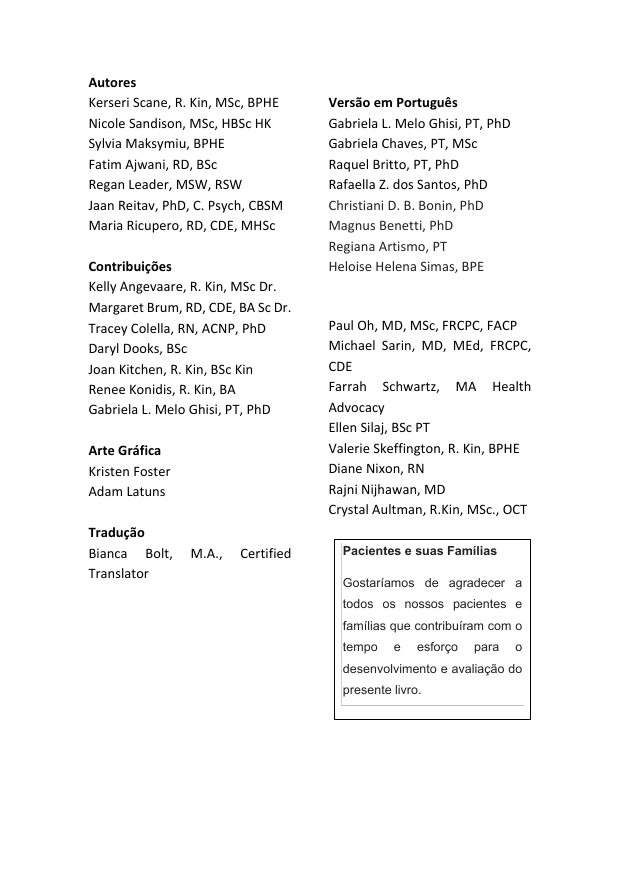 Autores
Kerseri Scane, R. Kin, MSc, BPHE
Nicole Sandison, MSc, HBSc HK
Sylvia Maksymiu, BPHE
Fatim Ajwani, RD, BSc
Regan Leader, MSW, RSW
Jaan Reitav, PhD, C. Psych, CBSM
Maria Ricupero, RD, CDE, MHSc
Contribuições
Kelly Angevaare, R. Kin, MSc Dr.
Margaret Brum, RD, CDE, BA Sc Dr.
Tracey Colella, RN, ACNP, PhD
Daryl Dooks, BSc
Joan Kitchen, R. Kin, BSc Kin
Renee Konidis, R. Kin, BA
Gabriela L. Melo Ghisi, PT, PhD
Arte Gráfica
Kristen Foster
Adam Latuns
Tradução
Bianca Bolt, M.A., Certified
Translator
Versão em Português
Gabriela L. Melo Ghisi, PT, PhD
Gabriela Chaves, PT, MSc
Raquel Britto, PT, PhD
Rafaella Z. dos Santos, PhD
Christiani D. B. Bonin, PhD
Magnus Benetti, PhD
Regiana Artismo, PT
Heloise Helena Simas, BPE
Paul Oh, MD, MSc, FRCPC, FACP
Michael Sarin, MD, MEd, FRCPC,
CDE
Farrah Schwartz, MA Health
Advocacy
Ellen Silaj, BSc PT
Valerie Skeffington, R. Kin, BPHE
Diane Nixon, RN
Rajni Nijhawan, MD
Crystal Aultman, R.Kin, MSc., OCT
Pacientes e suas Famílias
Gostaríamos de agradecer a
todos os nossos pacientes e
famílias que contribuíram com o
tempo e esforço para o
desenvolvimento e avaliação do
presente livro.